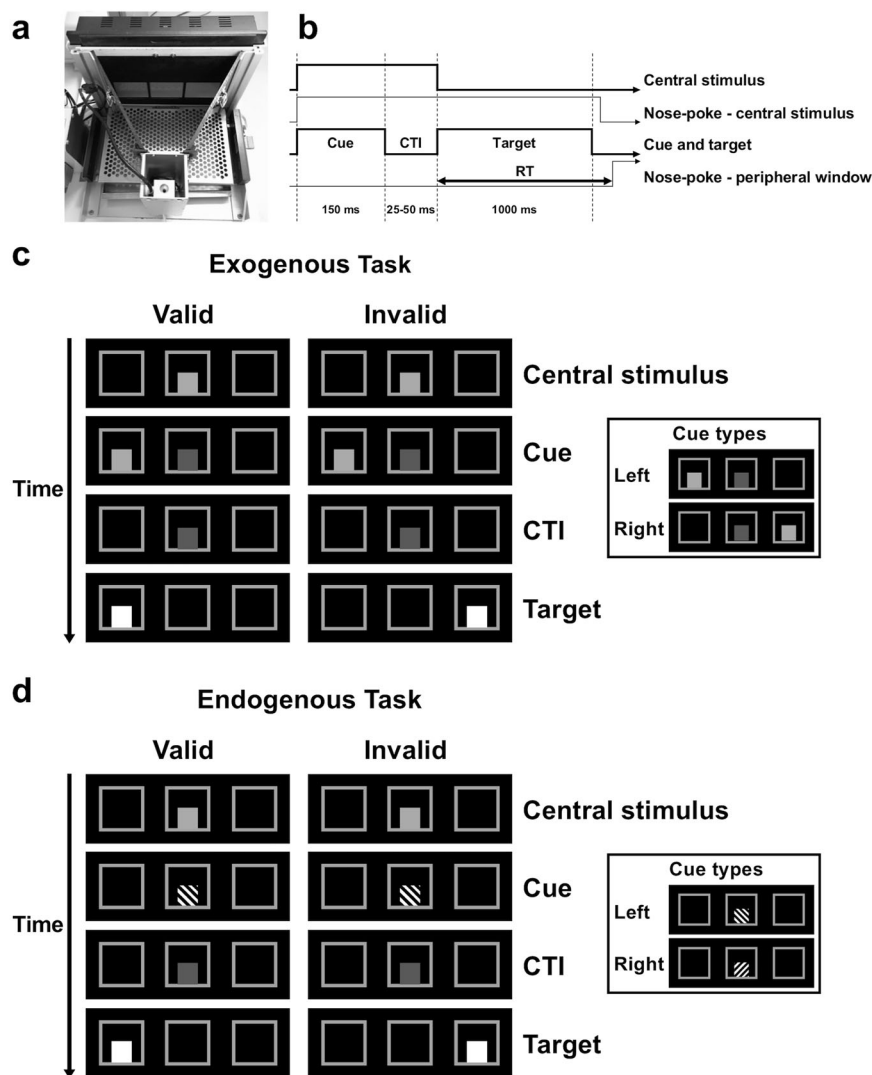 a
b
Central stimulus
Nose-poke - central stimulus
Cue CTI Target Cue and target
RT
Nose-poke - peripheral window
150 ms 25-50 ms 1000 ms
c
Exogenous Task
Valid Invalid
Central stimulus
Cue
Time
CTI
Target
Cue types
Left
Right
d
Endogenous Task
Valid Invalid
Central stimulus
Cue
Time
CTI
Target
Cue types
Left
Right